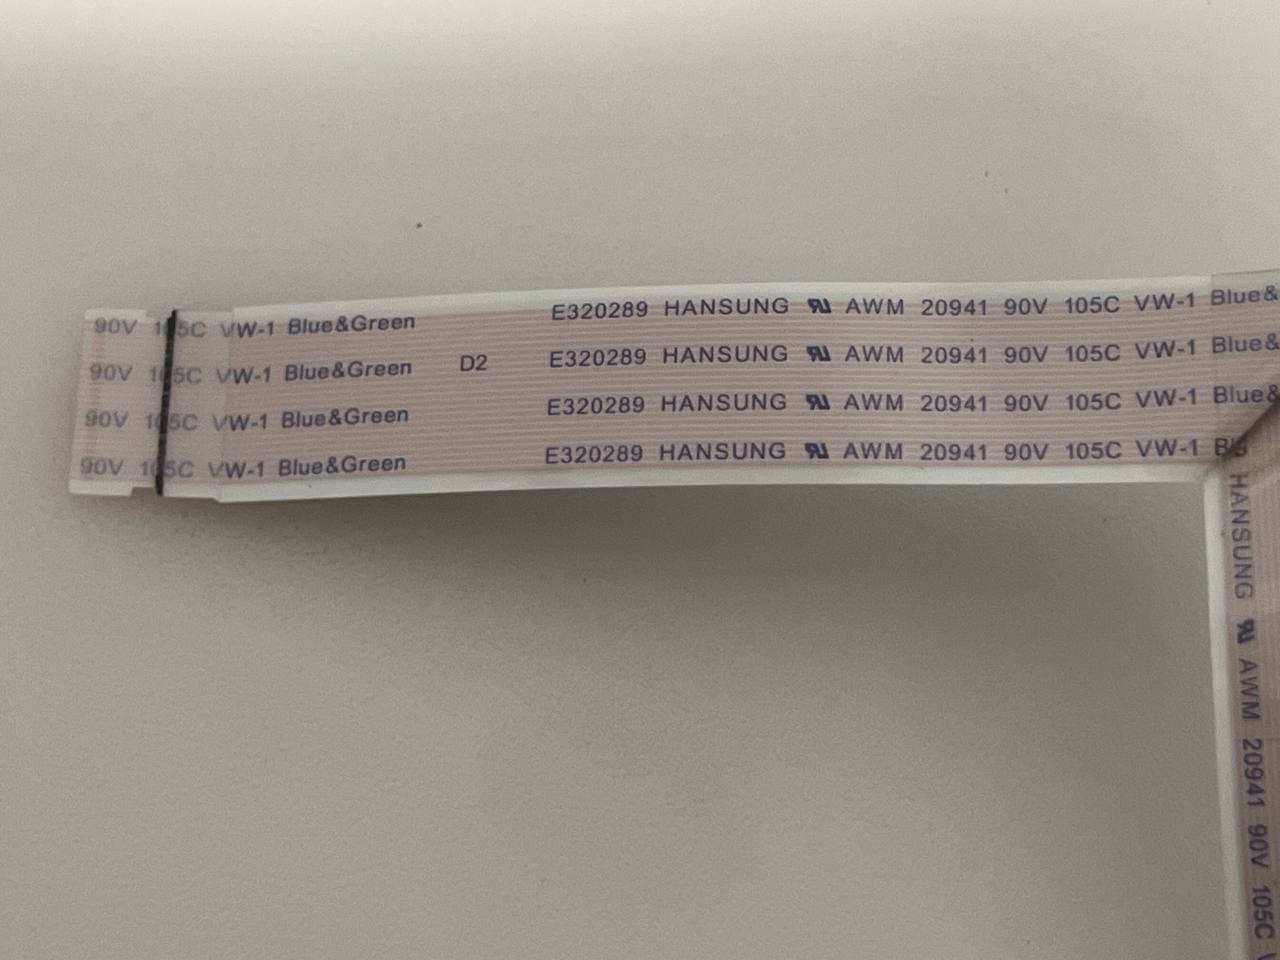 90V 105C VW-1 Blue&Green E320289 HANSUNG AWM 20941 90V 105C VW-1 Blue&
90V 105C VW-1 Blue&Green D2 E320289 HANSUNG AWM 20941 90V 105C VW-1 Blue&
90V 105C VW-1 Blue&Green E320289 HANSUNG AWM 20941 90V 105C VW-1 Blue&
90V 105C VW-1 Blue&Green E320289 HANSUNG AWM 20941 90V 105C VW-1
HANSUNG AWM 20941 90V 105C